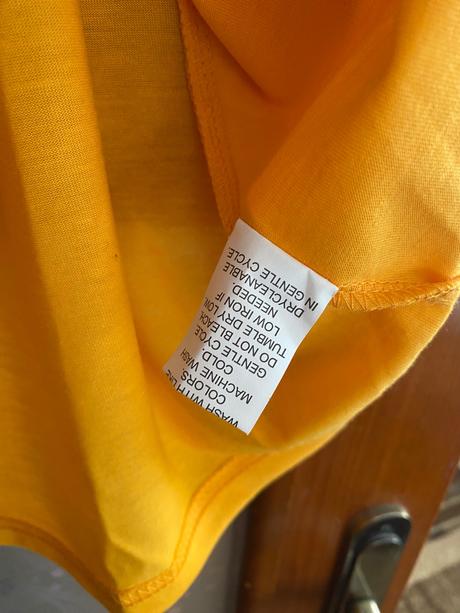 WASH WITH LIKE
COLORS.
MACHINE WASH
COLD.
GENTLE CYCLE
DO NOT BLEACH.
TUMBLE DRY LOW.
LOW IRON IF
NEEDED.
DRYCLEANABLE
IN GENTLE CYCLE